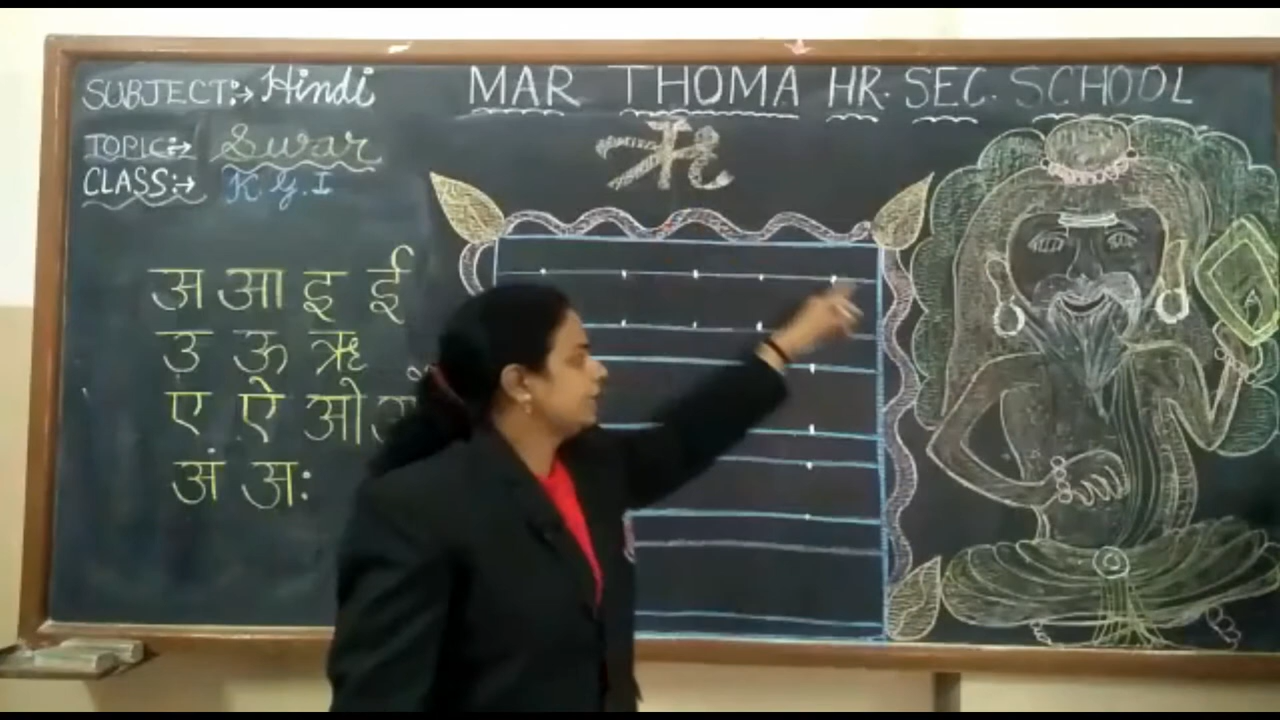 SUBJECT:→ Hindi
MAR THOMA HR. SEC. SCHOOL
TOPIC:→ Swar
CLASS:→ K.G.I
ऋ
अ आ इ ई
उ ऊ ऋ
ए ऐ ओ
अं अः